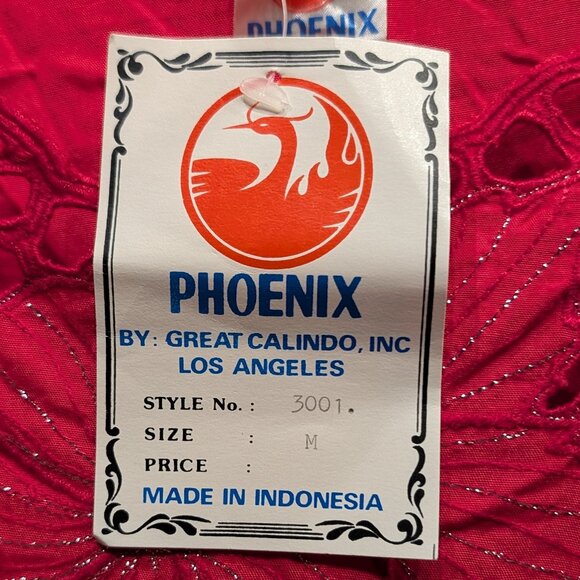 PHOENIX
PHOENIX
BY: GREAT CALINDO, INC
LOS ANGELES
STYLE No. : 3001.
SIZE : M
PRICE :
MADE IN INDONESIA